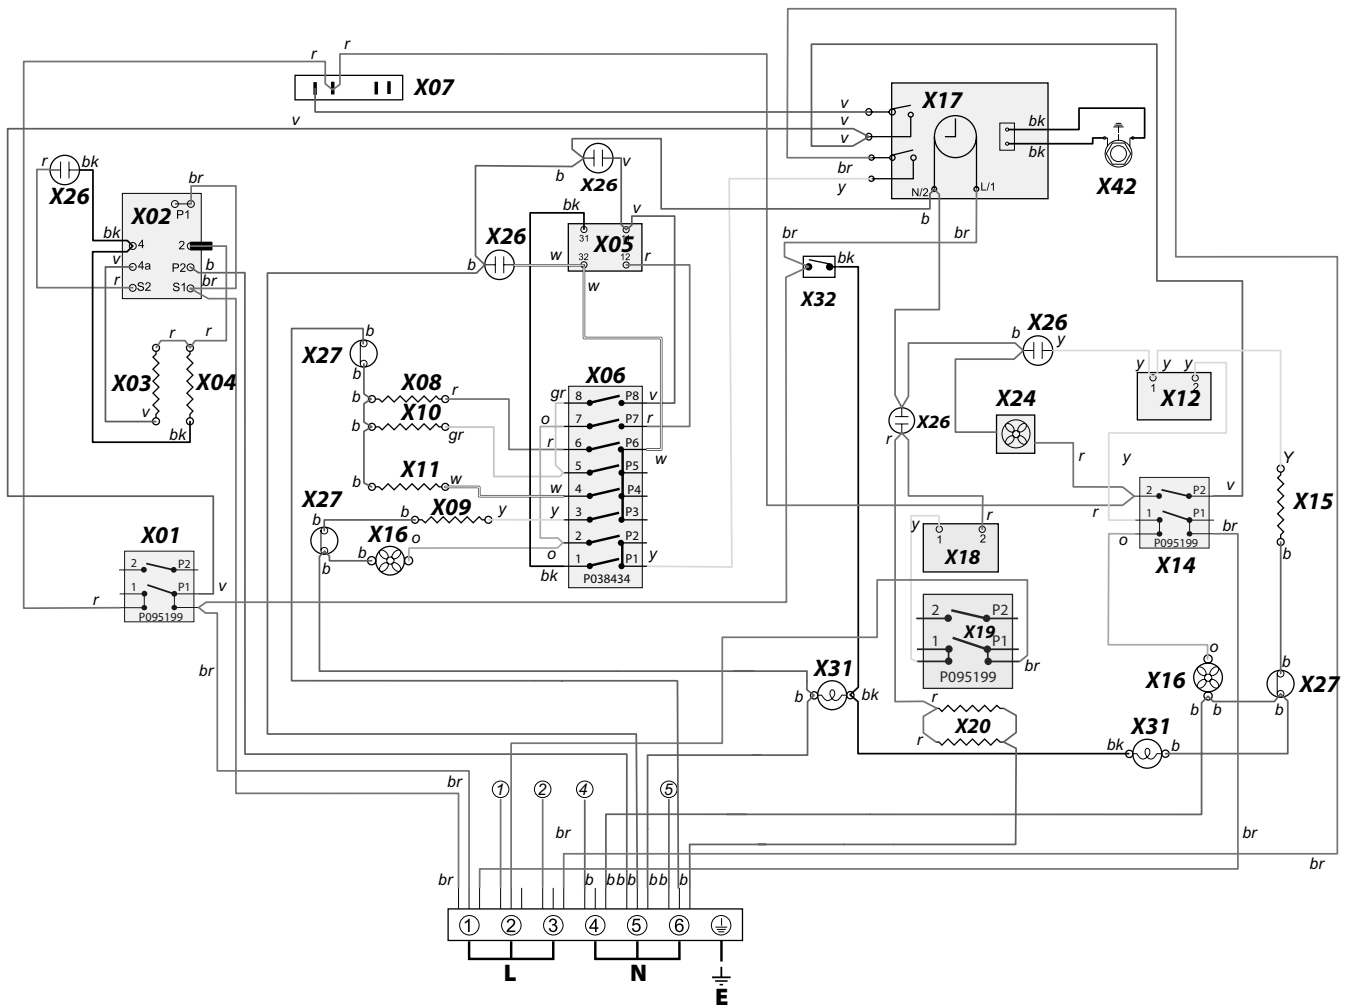 r
r
X07
v
v
v
v
br
y
X17
bk
bk
N/2
L/1
X42
b
br
r
bk
X26
br
P1
X02
bk
4
2
v
4a
P2
b
r
S2
S1
br
r
r
X03
X04
v
bk
b
v
X26
bk
v
X26
31
11
X05
b
w
32
12
r
w
br
bk
X32
b
X26
y
y
y
y
1
2
X12
X24
X26
r
r
y
b
X27
b
X06
b
X08
r
gr
8
P8
v
b
X10
gr
o
7
P7
r
r
6
P6
w
5
P5
b
X11
w
w
4
P4
X27
b
b
X09
y
y
3
P3
b
b
X16
o
o
2
P2
y
bk
1
P1
P038434
Y
X15
b
2
P2
v
r
1
P1
br
o
P095199
X14
y
r
1
2
X18
X01
2
P2
1
P1
v
r
P095199
2
P2
X19
1
P1
br
P095199
br
X31
b
bk
r
X20
r
o
X16
b
b
b
X27
b
X31
bk
b
br
1
2
4
5
br
br
br
br
b
b
b
b
b
b
b
1
2
3
4
5
6
L
N
E